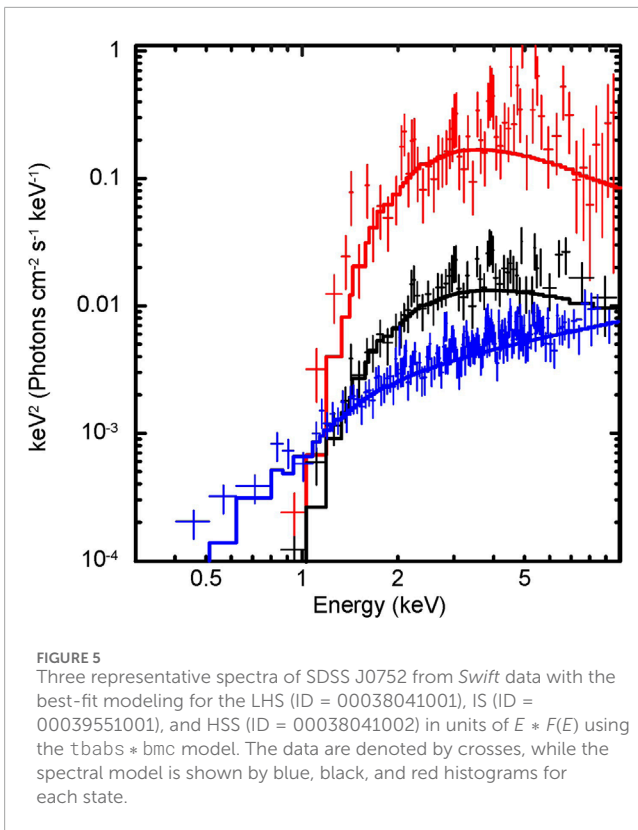 1
0.1
0.01
10⁻³
10⁻⁴
keV² (Photons cm⁻² s⁻¹ keV⁻¹)
0.5 1 2 5
Energy (keV)
FIGURE 5
Three representative spectra of SDSS J0752 from Swift data with the
best-fit modeling for the LHS (ID = 00038041001), IS (ID =
00039551001), and HSS (ID = 00038041002) in units of E * F(E) using
the tbabs * bmc model. The data are denoted by crosses, while the
spectral model is shown by blue, black, and red histograms for
each state.